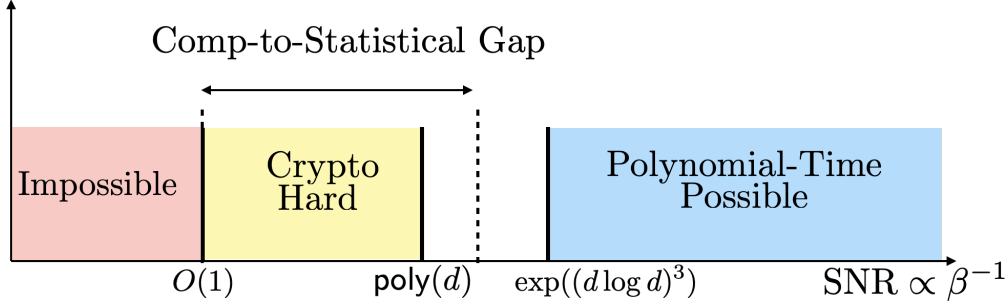 Comp-to-Statistical Gap
Impossible
Crypto
Hard
Polynomial-Time
Possible
O(1)
poly(d)
exp((d log d)³)
SNR ∝ β⁻¹